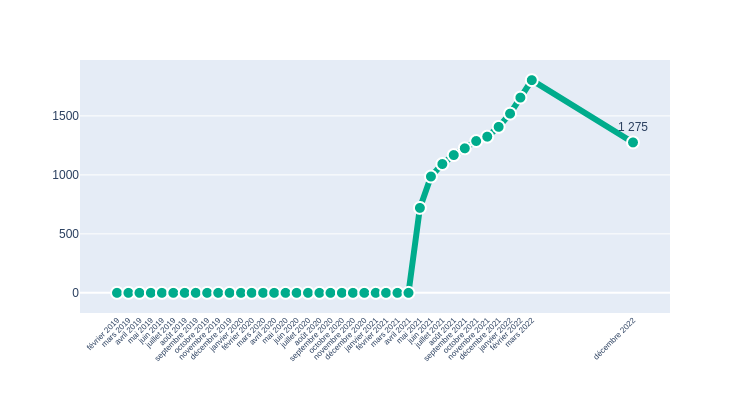 1500
1000
500
0
1 275
février 2019
mars 2019
avril 2019
mai 2019
juin 2019
juillet 2019
août 2019
septembre 2019
octobre 2019
novembre 2019
décembre 2019
janvier 2020
février 2020
mars 2020
avril 2020
mai 2020
juin 2020
juillet 2020
août 2020
septembre 2020
octobre 2020
novembre 2020
décembre 2020
janvier 2021
février 2021
mars 2021
avril 2021
mai 2021
juin 2021
juillet 2021
août 2021
septembre 2021
octobre 2021
novembre 2021
décembre 2021
janvier 2022
février 2022
mars 2022
décembre 2022